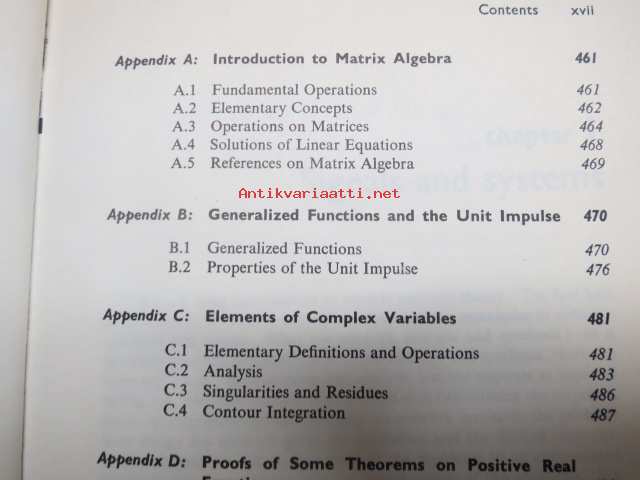 Contents xvii
Appendix A: Introduction to Matrix Algebra 461
A.1 Fundamental Operations 461
A.2 Elementary Concepts 462
A.3 Operations on Matrices 464
A.4 Solutions of Linear Equations 468
A.5 References on Matrix Algebra 469
Antikvariaatti.net
Appendix B: Generalized Functions and the Unit Impulse 470
B.1 Generalized Functions 470
B.2 Properties of the Unit Impulse 476
Appendix C: Elements of Complex Variables 481
C.1 Elementary Definitions and Operations 481
C.2 Analysis 483
C.3 Singularities and Residues 486
C.4 Contour Integration 487
Appendix D: Proofs of Some Theorems on Positive Real